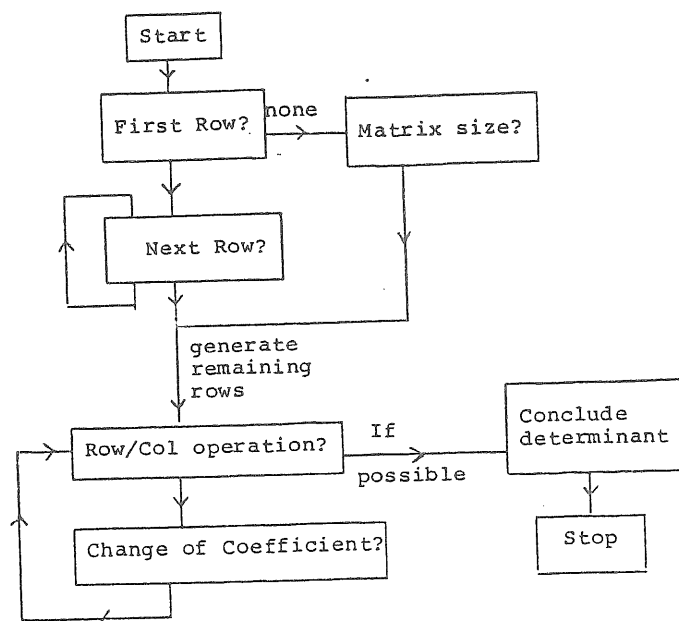 Start
First Row?
none
Matrix size?
Next Row?
generate
remaining
rows
Row/Col operation?
If
possible
Conclude
determinant
Change of Coefficient?
Stop